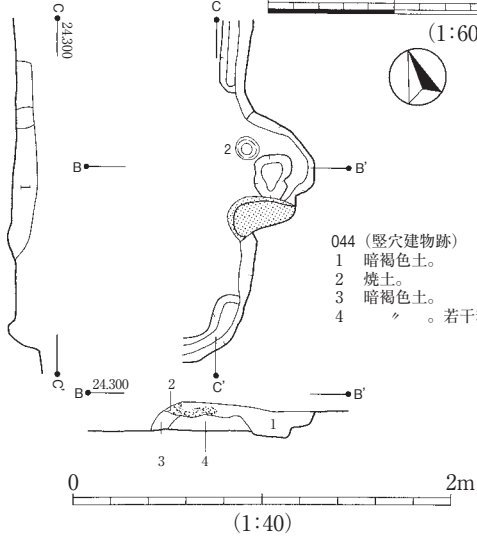 C
24.300
C
(1:60
2
B
B'
1
044（竪穴建物跡）
1 暗褐色土。
2 焼土。
3 暗褐色土。
4 〃 。若干
C'
C'
B 24.300
2
B'
1
3 4
0 2m
(1:40)